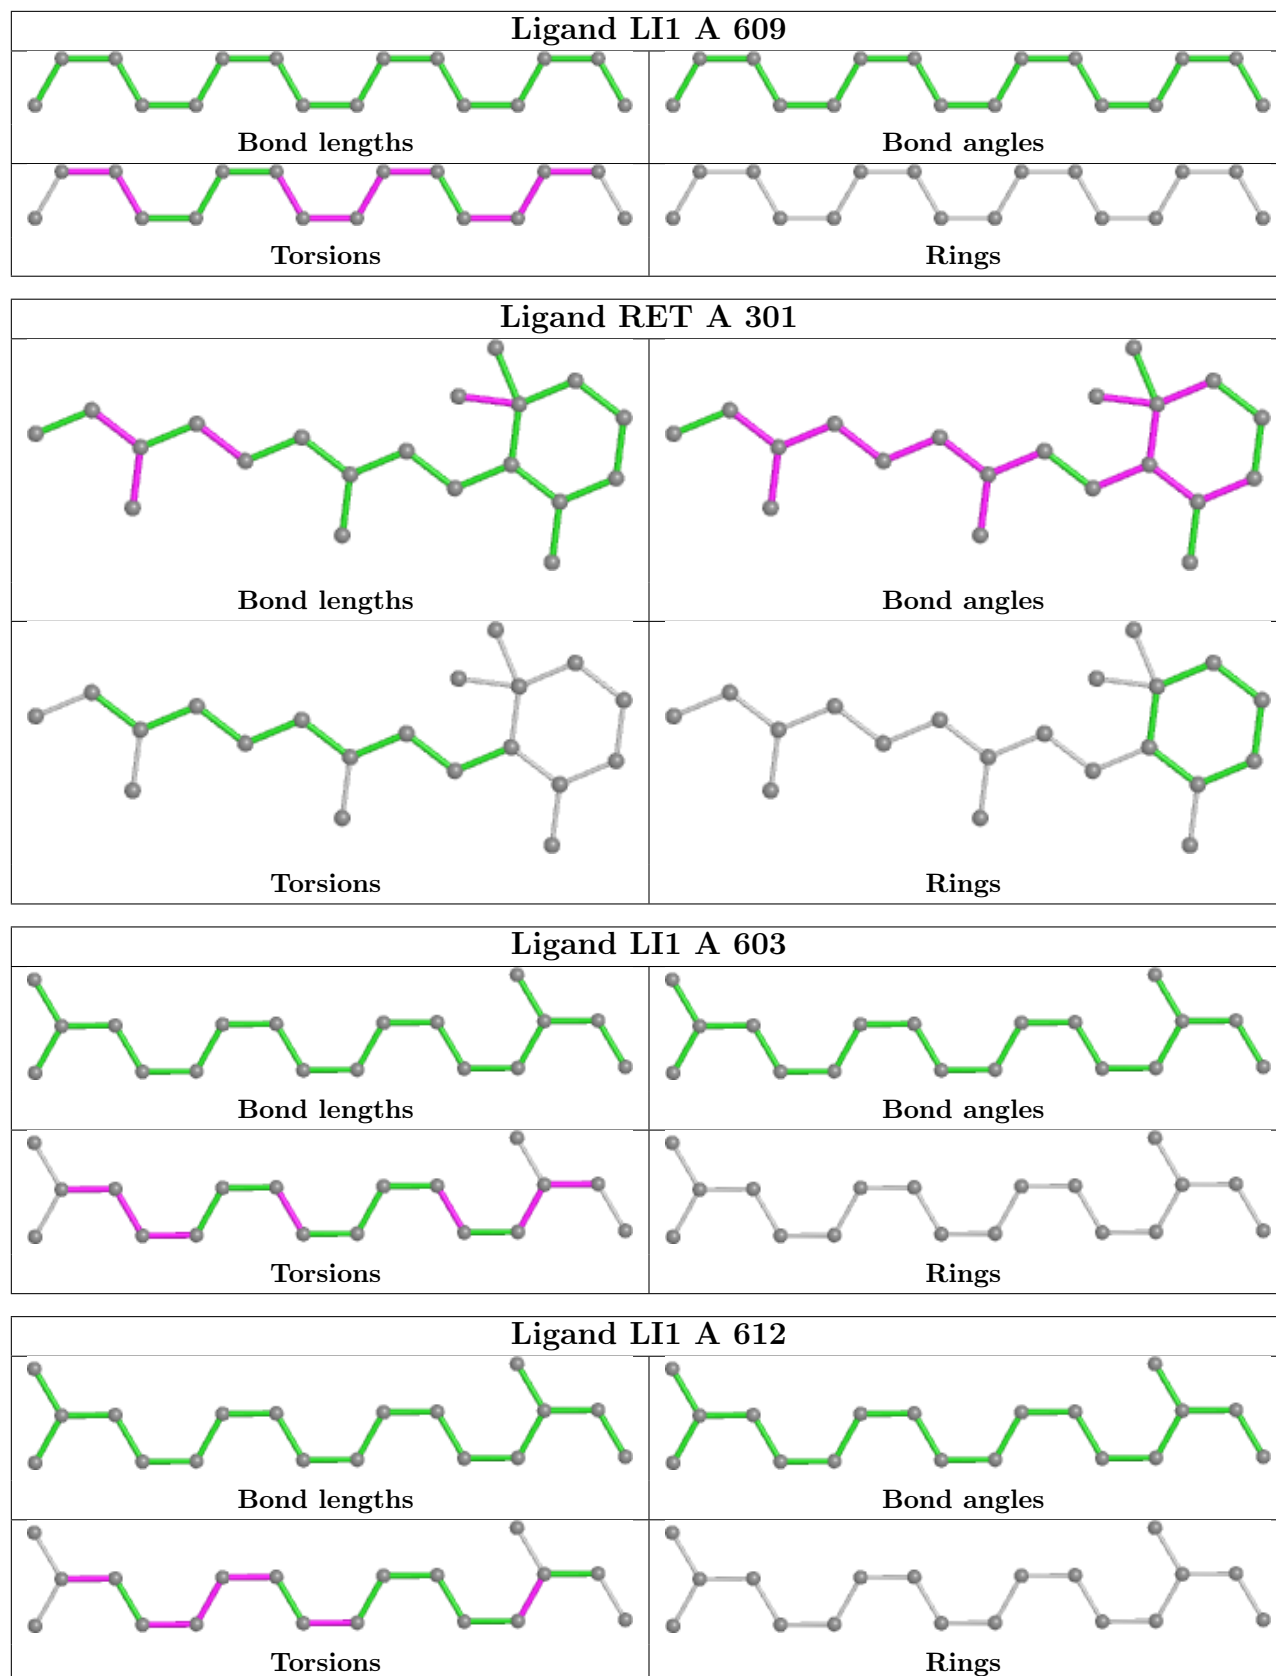 Ligand LI1 A 609
Bond lengths
Bond angles
Torsions
Rings
Ligand RET A 301
Bond lengths
Bond angles
Torsions
Rings
Ligand LI1 A 603
Bond lengths
Bond angles
Torsions
Rings
Ligand LI1 A 612
Bond lengths
Bond angles
Torsions
Rings